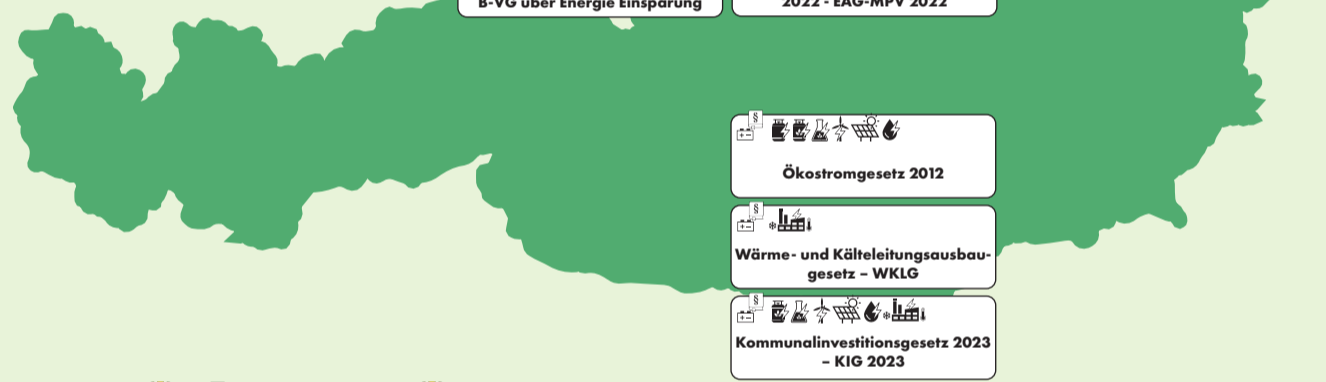 B-VG über Energie Einsparung
2022 - EAG-MPV 2022
§
Ökostromgesetz 2012
§
Wärme- und Kälteleitungsausbau-
gesetz – WKLG
§
Kommunalinvestitionsgesetz 2023
– KIG 2023